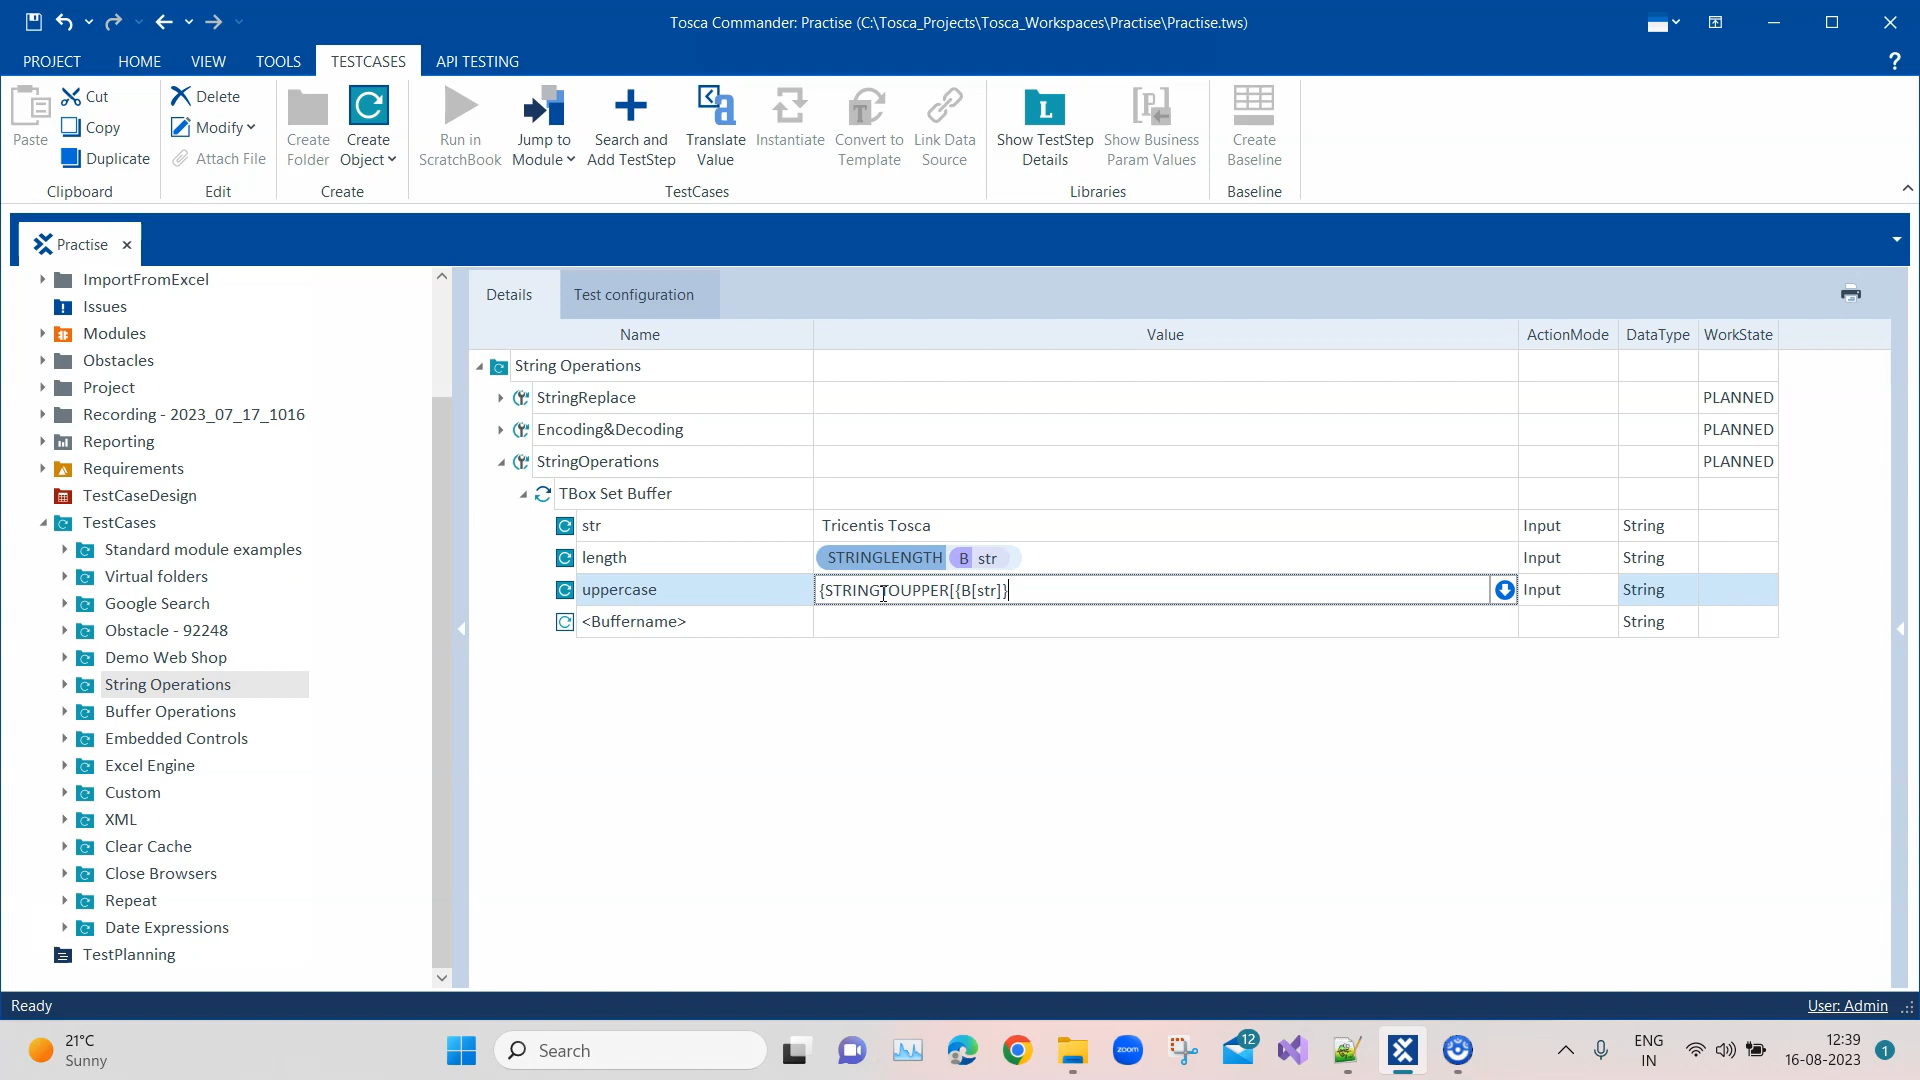 Tosca Commander: Practise (C:\Tosca_Projects\Tosca_Workspaces\Practise\Practise.tws)
PROJECT HOME VIEW TOOLS TESTCASES API TESTING
Paste
Cut
Copy
Duplicate
Clipboard
Delete
Modify
Attach File
Edit
Create Folder
Create Object
Create
Run in ScratchBook
Jump to Module
Search and Add TestStep
Translate Value
Instantiate
Convert to Template
Link Data Source
TestCases
Show TestStep Details
Show Business Param Values
Libraries
Create Baseline
Baseline
Practise
ImportFromExcel
Issues
Modules
Obstacles
Project
Recording - 2023_07_17_1016
Reporting
Requirements
TestCaseDesign
TestCases
Standard module examples
Virtual folders
Google Search
Obstacle - 92248
Demo Web Shop
String Operations
Buffer Operations
Embedded Controls
Excel Engine
Custom
XML
Clear Cache
Close Browsers
Repeat
Date Expressions
TestPlanning
Details Test configuration
Name Value ActionMode DataType WorkState
String Operations
StringReplace PLANNED
Encoding&Decoding PLANNED
StringOperations PLANNED
TBox Set Buffer
str Tricentis Tosca Input String
length STRINGLENGTH B str Input String
uppercase {STRINGTOUPPER[{B[str]} Input String
<Buffername> String
Ready User: Admin
21°C
Sunny
Search
zoom
12
ENG
IN
12:39
16-08-2023
1